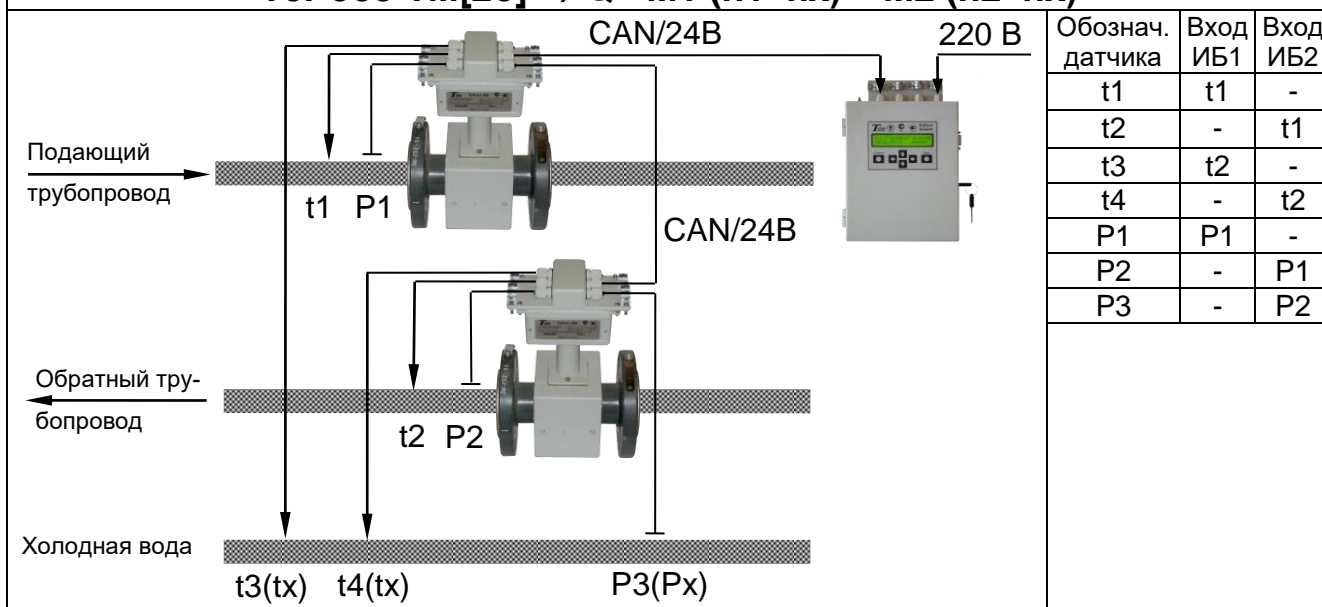 CAN/24В
220 В
Подающий
трубопровод
t1 P1
CAN/24В
Обратный тру-
бопровод
t2 P2
Холодная вода
t3(tx) t4(tx) P3(Px)
Обознач. Вход Вход
датчика ИБ1 ИБ2
t1 t1 -
t2 - t1
t3 t2 -
t4 - t2
P1 P1 -
P2 - P1
P3 - P2